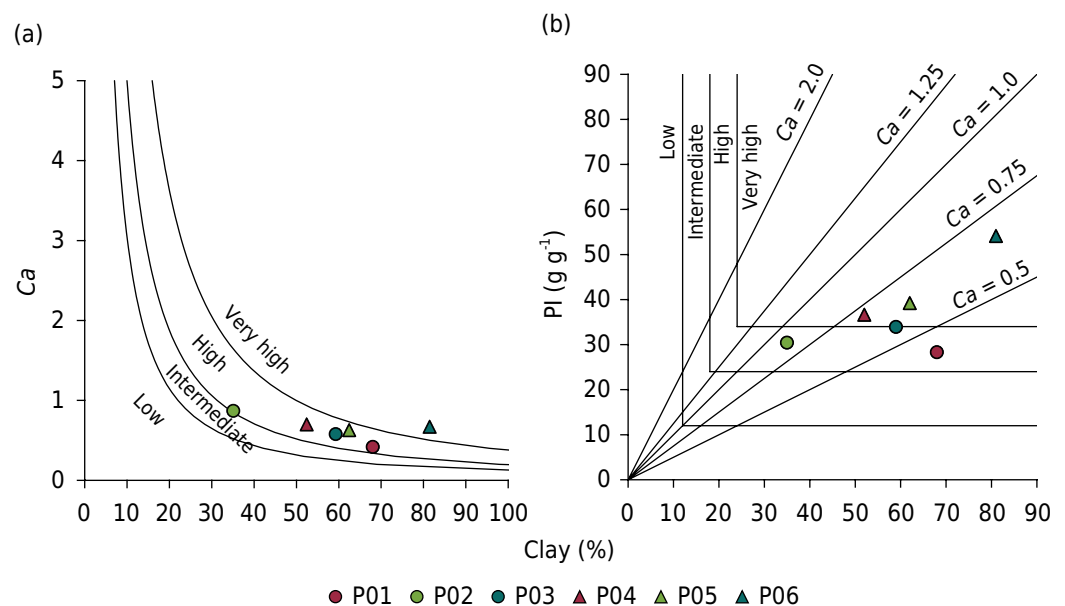 (a)
5
4
3
2
1
0
Ca
Very high
High
Intermediate
Low
0 10 20 30 40 50 60 70 80 90 100
(b)
90
80
70
60
50
40
30
20
10
0
PI (g g-1)
Low
Intermediate
High
Very high
Ca = 2.0
Ca = 1.25
Ca = 1.0
Ca = 0.75
Ca = 0.5
0 10 20 30 40 50 60 70 80 90
Clay (%)
P01 P02 P03 P04 P05 P06